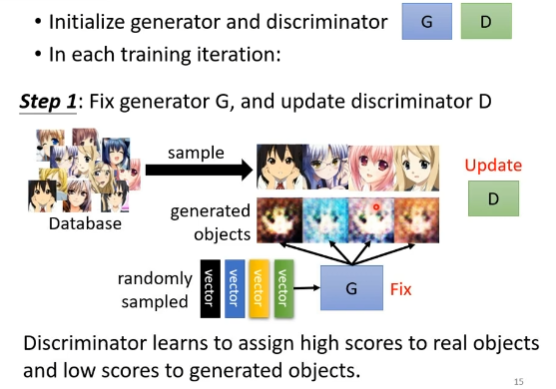 • Initialize generator and discriminator G D
• In each training iteration:
Step 1: Fix generator G, and update discriminator D
sample
Update
D
Database
generated
objects
randomly
sampled
vector vector vector vector
G
Fix
Discriminator learns to assign high scores to real objects
and low scores to generated objects.
15